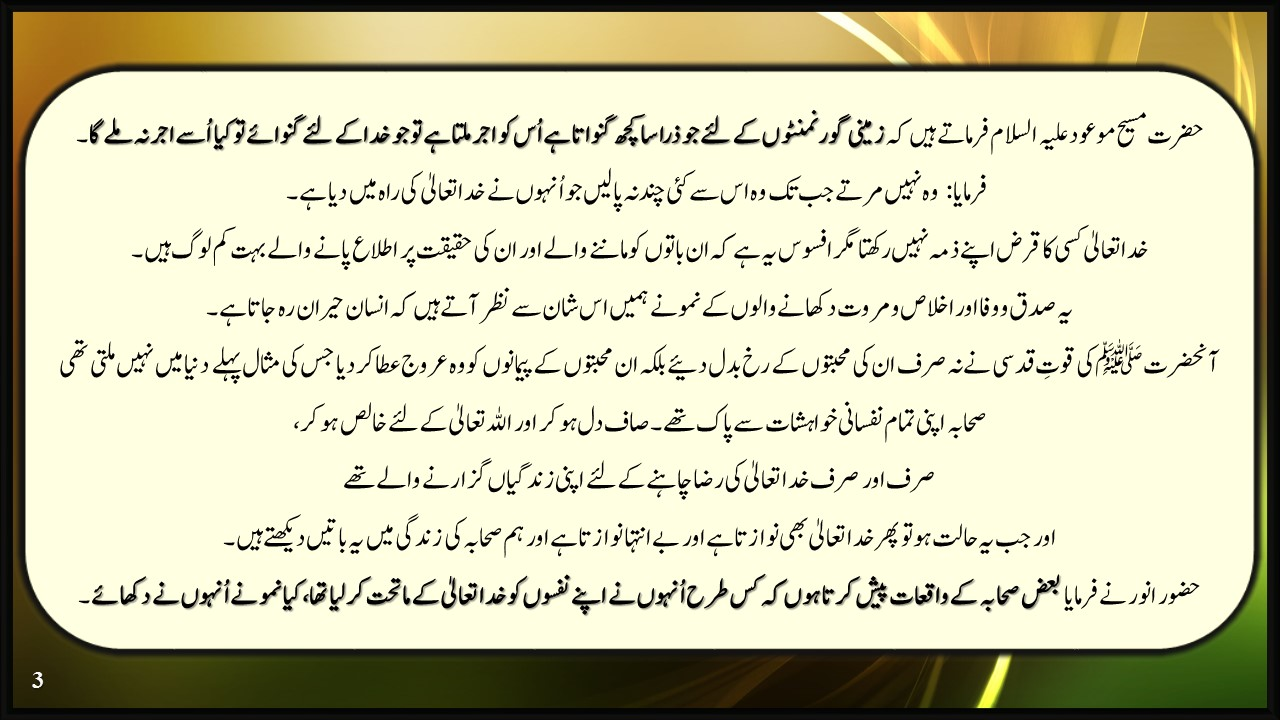 حضرت مسیح موعود علیہ السلام فرماتے ہیں کہ زمینی گورنمنٹوں کے لئے جو ذرا سا کچھ گنواتا ہے اُس کو اجر ملتا ہے تو جو خدا کے لئے گنوائے تو کیا اُسے اجر نہ ملے گا۔
فرمایا: وہ نہیں مرتے جب تک وہ اس سے کئی چند نہ پالیں جو اُنہوں نے خدا تعالیٰ کی راہ میں دیا ہے۔
خدا تعالیٰ کسی کا قرض اپنے ذمہ نہیں رکھتا مگر افسوس یہ ہے کہ ان باتوں کو ماننے والے اور ان کی حقیقت پر اطلاع پانے والے بہت کم لوگ ہیں۔
یہ صدق و وفا اور اخلاص و مروت دکھانے والوں کے نمونے ہمیں اس شان سے نظر آتے ہیں کہ انسان حیران رہ جاتا ہے۔
آنحضرت ﷺ کی قوتِ قدسی نے نہ صرف ان کی محبتوں کے رخ بدل دیئے بلکہ ان محبتوں کے پیمانوں کو وہ عروج عطا کر دیا جس کی مثال پہلے دنیا میں نہیں ملتی تھی
صحابہ اپنی تمام نفسانی خواہشات سے پاک تھے۔ صاف دل ہو کر اور اللہ تعالیٰ کے لئے خالص ہو کر،
صرف اور صرف خدا تعالیٰ کی رضا چاہنے کے لئے اپنی زندگیاں گزارنے والے تھے
اور جب یہ حالت ہو تو پھر خدا تعالیٰ بھی نوازتا ہے اور بے انتہا نوازتا ہے اور ہم صحابہ کی زندگی میں یہ باتیں دیکھتے ہیں۔
حضور انور نے فرمایا بعض صحابہ کے واقعات پیش کرتا ہوں کہ کس طرح اُنہوں نے اپنے نفسوں کو خدا تعالیٰ کے ماتحت کر لیا تھا، کیا نمونے اُنہوں نے دکھائے۔
3